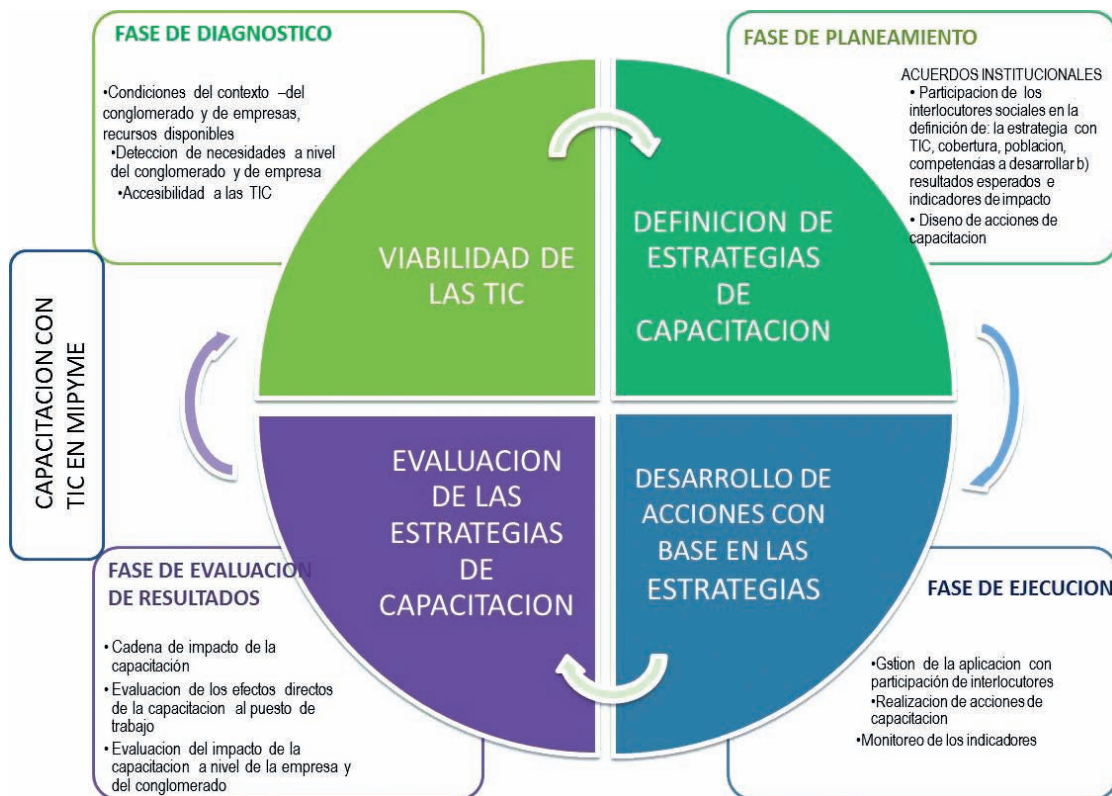 FASE DE DIAGNOSTICO
•Condiciones del contexto –del
conglomerado y de empresas,
recursos disponibles
•Deteccion de necesidades a nivel
del conglomerado y de empresa
•Accesibilidad a las TIC
FASE DE PLANEAMIENTO
ACUERDOS INSTITUCIONALES
• Participacion de los
interlocutores sociales en la
definición de: la estrategia con
TIC, cobertura, poblacion,
competencias a desarrollar b)
resultados esperados e
indicadores de impacto
• Diseno de acciones de
capacitacion
VIABILIDAD DE
LAS TIC
DEFINICION DE
ESTRATEGIAS
DE
CAPACITACION
CAPACITACION CON
TIC EN MIPYME
EVALUACION
DE LAS
ESTRATEGIAS
DE
CAPACITACION
DESARROLLO DE
ACCIONES CON
BASE EN LAS
ESTRATEGIAS
FASE DE EVALUACION
DE RESULTADOS
• Cadena de impacto de la
capacitación
• Evaluacion de los efectos directos
de la capacitacion al puesto de
trabajo
• Evaluacion del impacto de la
capacitacion a nivel de la empresa y
del conglomerado
FASE DE EJECUCION
•Gstion de la aplicacion con
participación de interlocutores
•Realizacion de acciones de
capacitacion
•Monitoreo de los indicadores